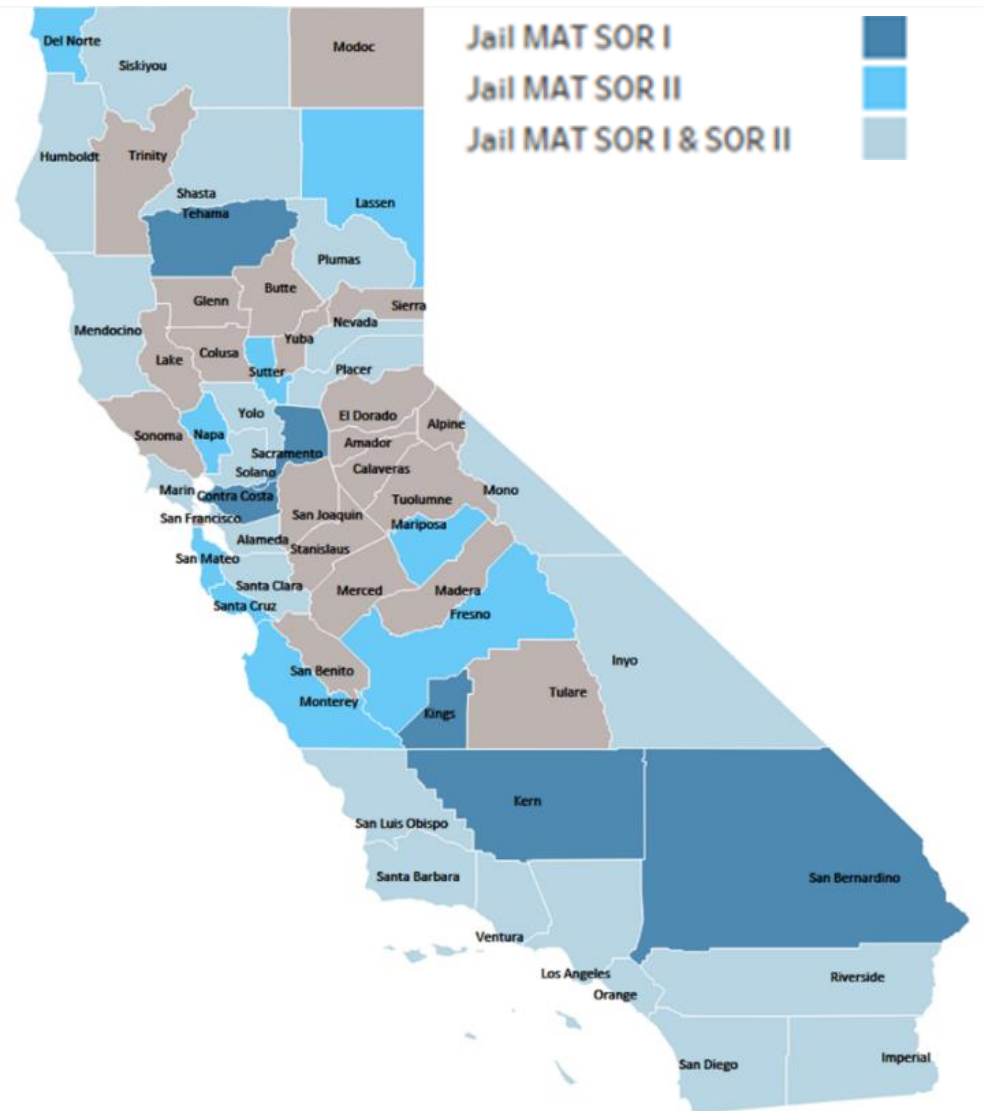 Jail MAT SOR I
Jail MAT SOR II
Jail MAT SOR I & SOR II
Del Norte
Siskiyou
Modoc
Humboldt
Trinity
Shasta
Lassen
Tehama
Plumas
Butte
Glenn
Sierra
Nevada
Mendocino
Yuba
Colusa
Lake
Sutter
Placer
Yolo
El Dorado
Alpine
Sonoma
Napa
Amador
Sacramento
Calaveras
Solano
Marin
Contra Costa
Mono
Tuolumne
San Francisco
San Joaquin
Mariposa
Alameda
Stanislaus
San Mateo
Santa Clara
Merced
Madera
Santa Cruz
Fresno
Inyo
San Benito
Tulare
Monterey
Kings
Kern
San Luis Obispo
Santa Barbara
San Bernardino
Ventura
Los Angeles
Riverside
Orange
San Diego
Imperial